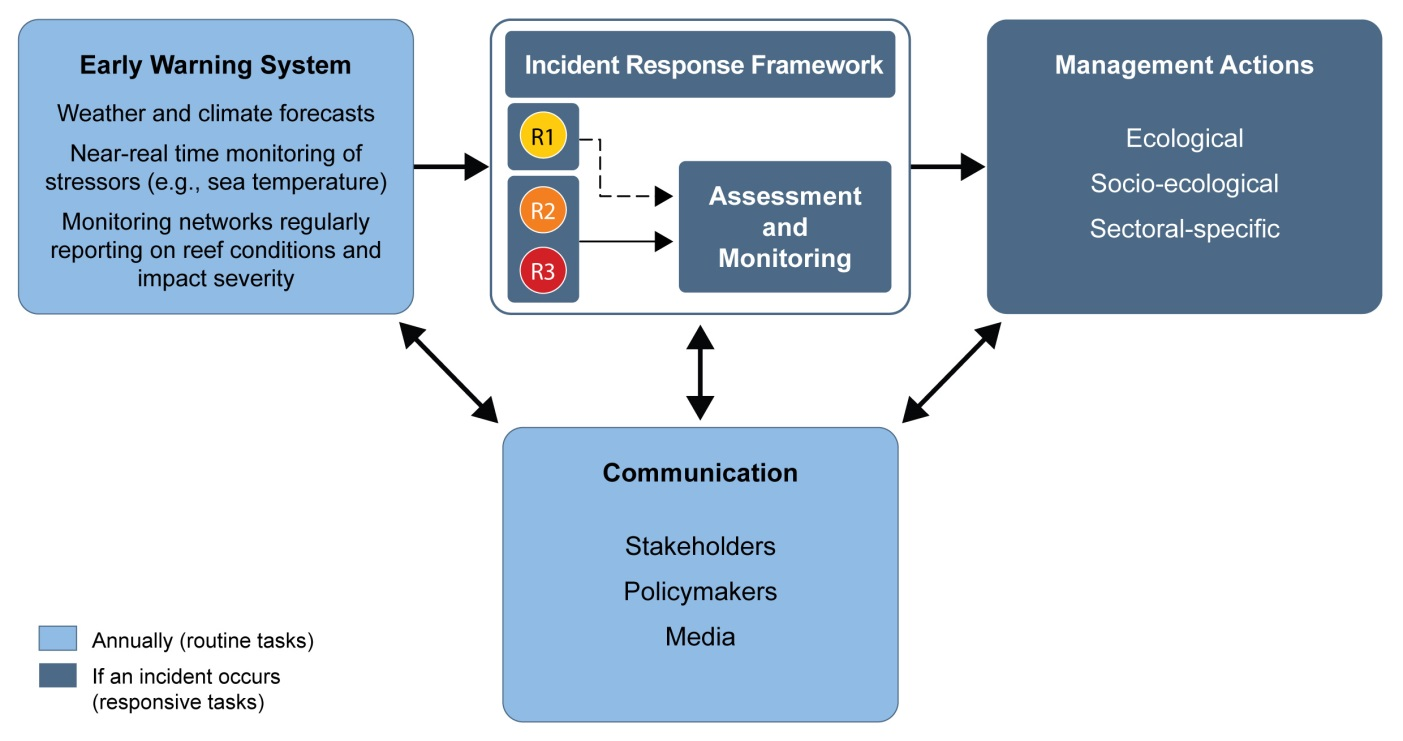 Early Warning System
Weather and climate forecasts
Near-real time monitoring of
stressors (e.g., sea temperature)
Monitoring networks regularly
reporting on reef conditions and
impact severity
Incident Response Framework
R1
R2
R3
Assessment
and
Monitoring
Management Actions
Ecological
Socio-ecological
Sectoral-specific
Communication
Stakeholders
Policymakers
Media
Annually (routine tasks)
If an incident occurs
(responsive tasks)